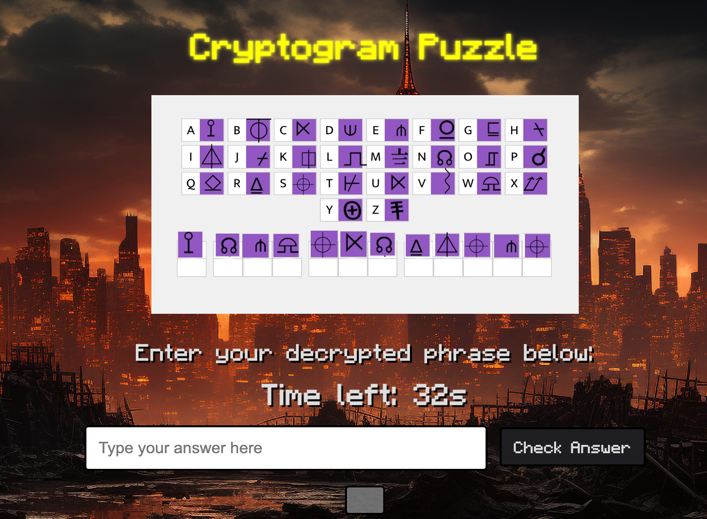 Cryptogram Puzzle
A B C D E F G H
I J K L M N O P
Q R S T U V W X
Y Z
Enter your decrypted phrase below:
Time left: 32s
Type your answer here
Check Answer